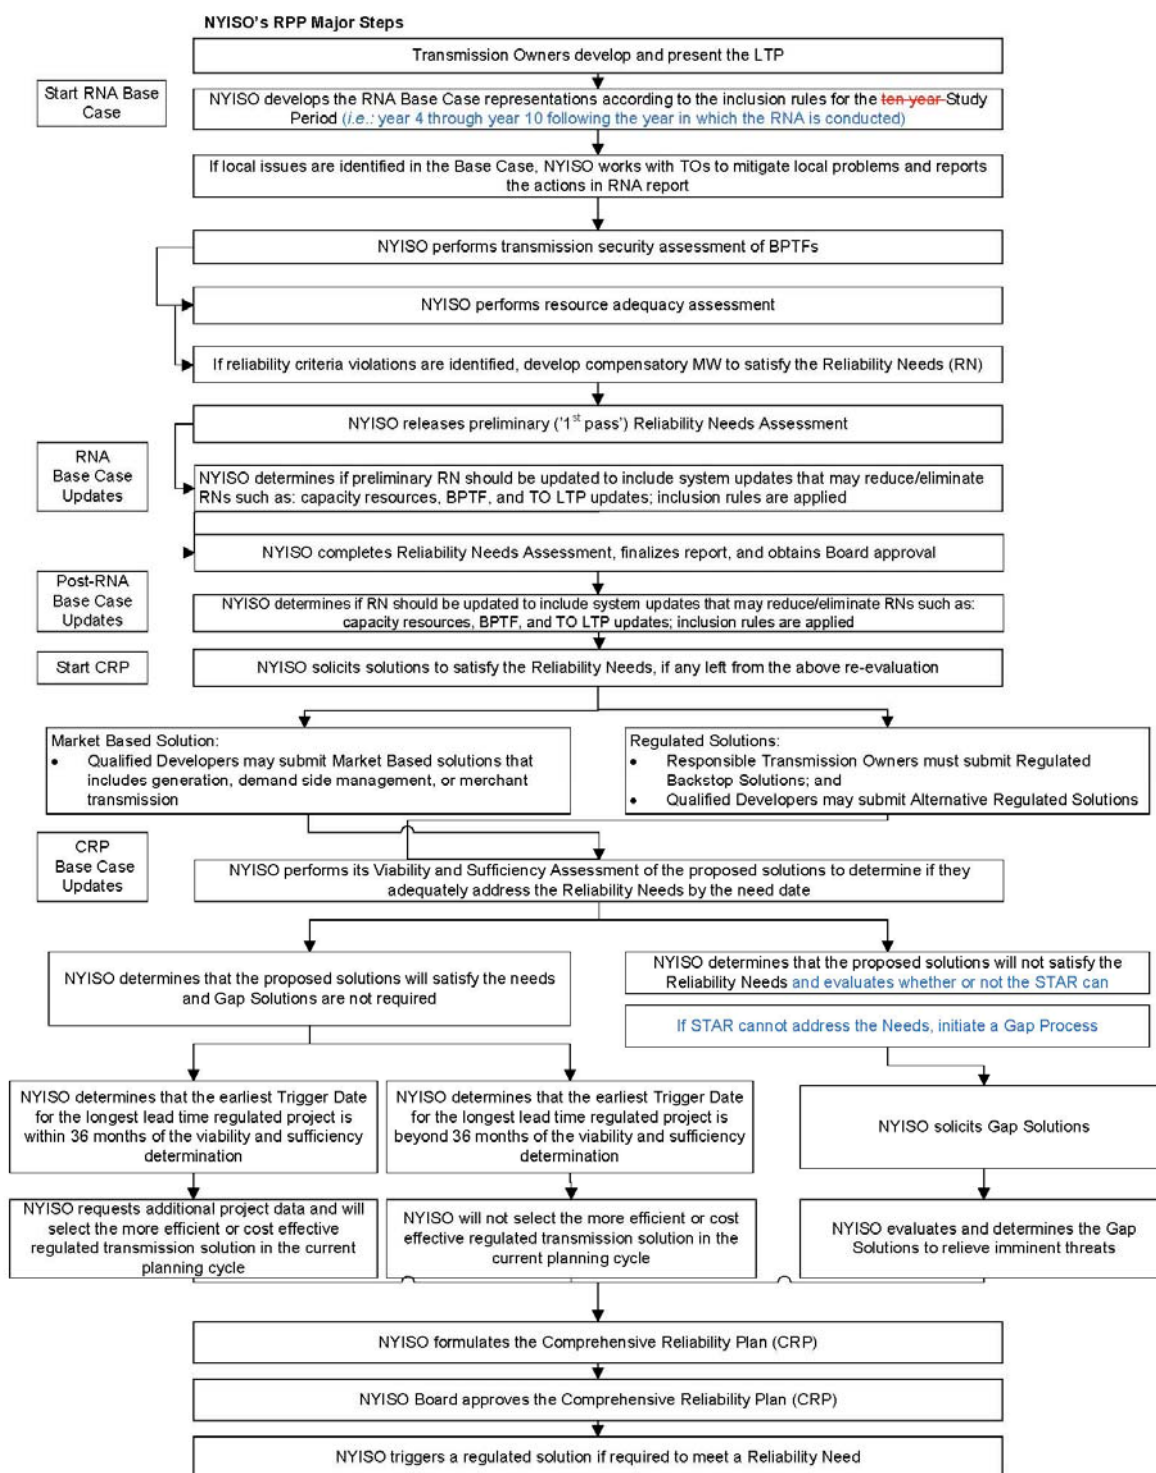 NYISO's RPP Major Steps
Transmission Owners develop and present the LTP
Start RNA Base
Case
NYISO develops the RNA Base Case representations according to the inclusion rules for the ten year Study
Period (i.e.: year 4 through year 10 following the year in which the RNA is conducted)
If local issues are identified in the Base Case, NYISO works with TOs to mitigate local problems and reports
the actions in RNA report
NYISO performs transmission security assessment of BPTFs
NYISO performs resource adequacy assessment
If reliability criteria violations are identified, develop compensatory MW to satisfy the Reliability Needs (RN)
NYISO releases preliminary ('1st pass') Reliability Needs Assessment
RNA
Base Case
Updates
NYISO determines if preliminary RN should be updated to include system updates that may reduce/eliminate
RNs such as: capacity resources, BPTF, and TO LTP updates; inclusion rules are applied
NYISO completes Reliability Needs Assessment, finalizes report, and obtains Board approval
Post-RNA
Base Case
Updates
NYISO determines if RN should be updated to include system updates that may reduce/eliminate RNs such as:
capacity resources, BPTF, and TO LTP updates; inclusion rules are applied
Start CRP
NYISO solicits solutions to satisfy the Reliability Needs, if any left from the above re-evaluation
Market Based Solution:
• Qualified Developers may submit Market Based solutions that
includes generation, demand side management, or merchant
transmission
Regulated Solutions:
• Responsible Transmission Owners must submit Regulated
Backstop Solutions; and
• Qualified Developers may submit Alternative Regulated Solutions
CRP
Base Case
Updates
NYISO performs its Viability and Sufficiency Assessment of the proposed solutions to determine if they
adequately address the Reliability Needs by the need date
NYISO determines that the proposed solutions will satisfy the needs
and Gap Solutions are not required
NYISO determines that the proposed solutions will not satisfy the
Reliability Needs and evaluates whether or not the STAR can
If STAR cannot address the Needs, initiate a Gap Process
NYISO determines that the earliest Trigger Date
for the longest lead time regulated project is
within 36 months of the viability and sufficiency
determination
NYISO determines that the earliest Trigger Date
for the longest lead time regulated project is
beyond 36 months of the viability and sufficiency
determination
NYISO solicits Gap Solutions
NYISO requests additional project data and will
select the more efficient or cost effective
regulated transmission solution in the current
planning cycle
NYISO will not select the more efficient or cost
effective regulated transmission solution in the
current planning cycle
NYISO evaluates and determines the Gap
Solutions to relieve imminent threats
NYISO formulates the Comprehensive Reliability Plan (CRP)
NYISO Board approves the Comprehensive Reliability Plan (CRP)
NYISO triggers a regulated solution if required to meet a Reliability Need